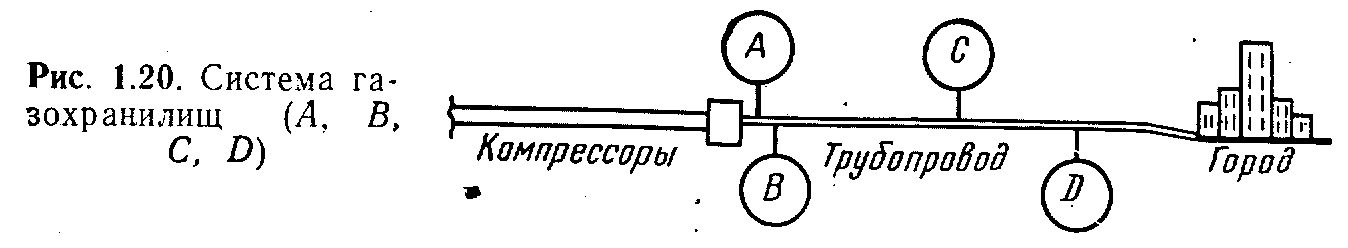 Рис. 1.20. Система га-
зохранилищ (A, B,
C, D)
A
C
Компрессоры
Трубопровод
Город
B
D